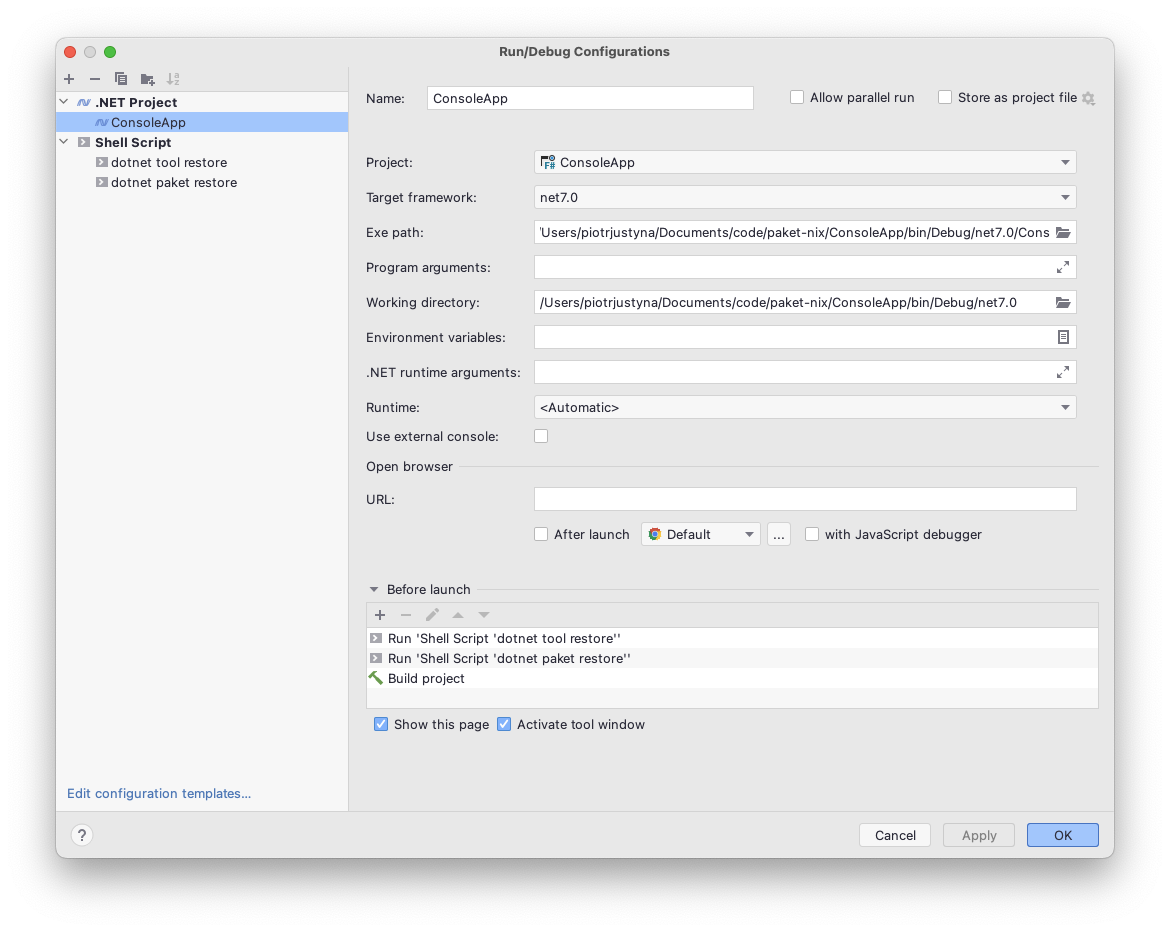 Run/Debug Configurations
.NET Project
ConsoleApp
Shell Script
dotnet tool restore
dotnet paket restore
Edit configuration templates...
Name: ConsoleApp Allow parallel run Store as project file
Project: F# ConsoleApp
Target framework: net7.0
Exe path: 'Users/piotrjustyna/Documents/code/paket-nix/ConsoleApp/bin/Debug/net7.0/Cons
Program arguments:
Working directory: /Users/piotrjustyna/Documents/code/paket-nix/ConsoleApp/bin/Debug/net7.0
Environment variables:
.NET runtime arguments:
Runtime: <Automatic>
Use external console:
Open browser
URL:
After launch Default ... with JavaScript debugger
Before launch
Run 'Shell Script 'dotnet tool restore''
Run 'Shell Script 'dotnet paket restore''
Build project
Show this page Activate tool window
? Cancel Apply OK